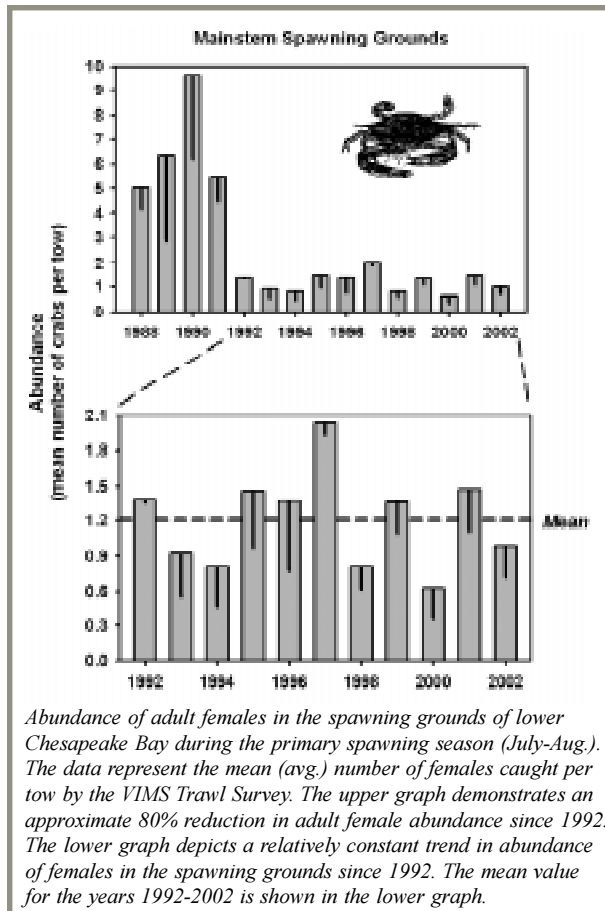 Mainstem Spawning Grounds
10
9
8
7
6
5
4
3
2
1
0
1988 1990 1992 1994 1996 1998 2000 2002
Abundance
(mean number of crabs per tow)
2.1
1.8
1.5
1.2
0.9
0.6
0.3
0.0
Mean
1992 1994 1996 1998 2000 2002
Abundance of adult females in the spawning grounds of lower
Chesapeake Bay during the primary spawning season (July-Aug.).
The data represent the mean (avg.) number of females caught per
tow by the VIMS Trawl Survey. The upper graph demonstrates an
approximate 80% reduction in adult female abundance since 1992.
The lower graph depicts a relatively constant trend in abundance
of females in the spawning grounds since 1992. The mean value
for the years 1992-2002 is shown in the lower graph.